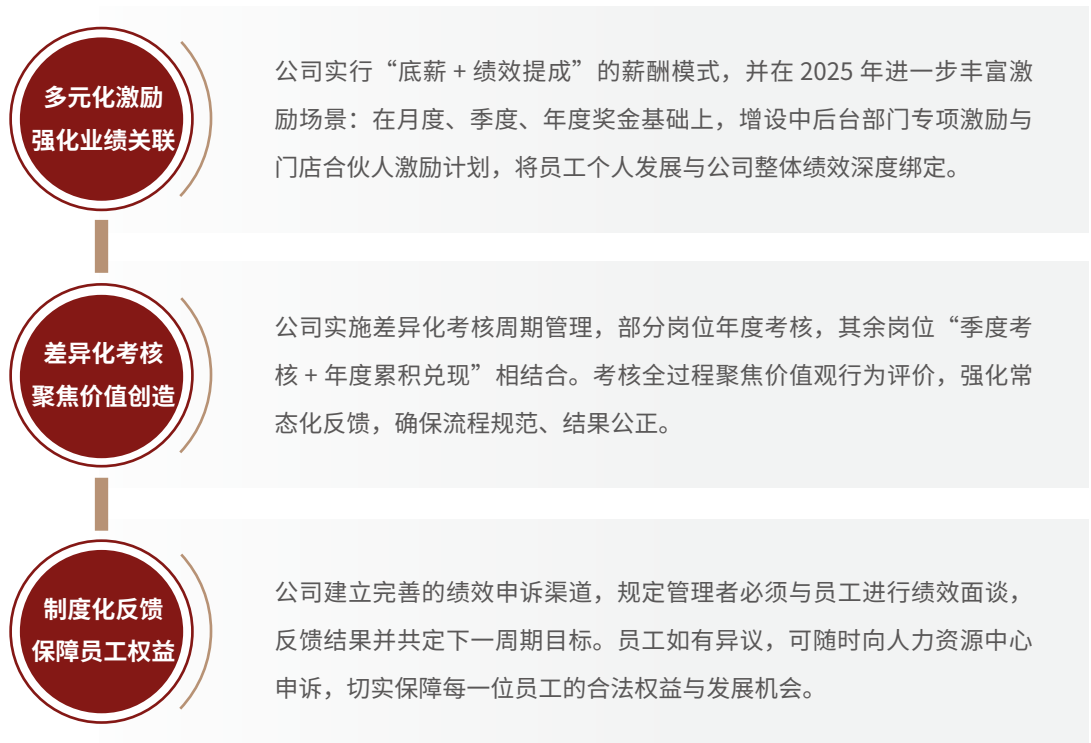 多元化激励
强化业绩关联
公司实行“底薪 + 绩效提成”的薪酬模式，并在 2025 年进一步丰富激
励场景：在月度、季度、年度奖金基础上，增设中后台部门专项激励与
门店合伙人激励计划，将员工个人发展与公司整体绩效深度绑定。
差异化考核
聚焦价值创造
公司实施差异化考核周期管理，部分岗位年度考核，其余岗位“季度考
核 + 年度累积兑现”相结合。考核全过程聚焦价值观行为评价，强化常
态化反馈，确保流程规范、结果公正。
制度化反馈
保障员工权益
公司建立完善的绩效申诉渠道，规定管理者必须与员工进行绩效面谈，
反馈结果并共定下一周期目标。员工如有异议，可随时向人力资源中心
申诉，切实保障每一位员工的合法权益与发展机会。